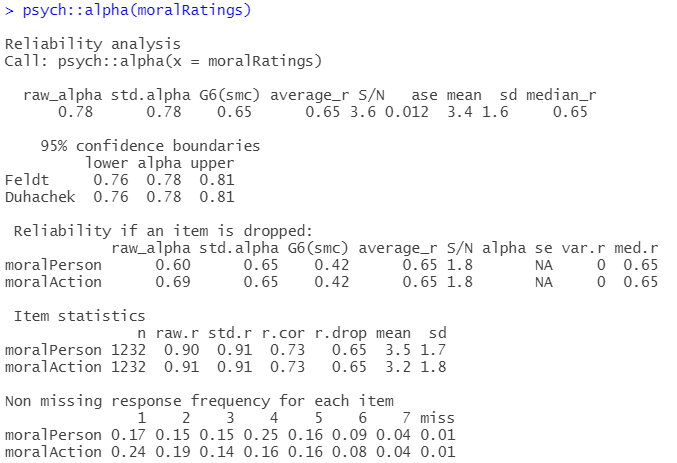 > psych::alpha(moralRatings)
Reliability analysis
Call: psych::alpha(x = moralRatings)
raw_alpha std.alpha G6(smc) average_r S/N ase mean sd median_r
0.78 0.78 0.65 0.65 3.6 0.012 3.4 1.6 0.65
95% confidence boundaries
lower alpha upper
Feldt 0.76 0.78 0.81
Duhachek 0.76 0.78 0.81
Reliability if an item is dropped:
raw_alpha std.alpha G6(smc) average_r S/N alpha se var.r med.r
moralPerson 0.60 0.65 0.42 0.65 1.8 NA 0 0.65
moralAction 0.69 0.65 0.42 0.65 1.8 NA 0 0.65
Item statistics
n raw.r std.r r.cor r.drop mean sd
moralPerson 1232 0.90 0.91 0.73 0.65 3.5 1.7
moralAction 1232 0.91 0.91 0.73 0.65 3.2 1.8
Non missing response frequency for each item
1 2 3 4 5 6 7 miss
moralPerson 0.17 0.15 0.15 0.25 0.16 0.09 0.04 0.01
moralAction 0.24 0.19 0.14 0.16 0.16 0.08 0.04 0.01